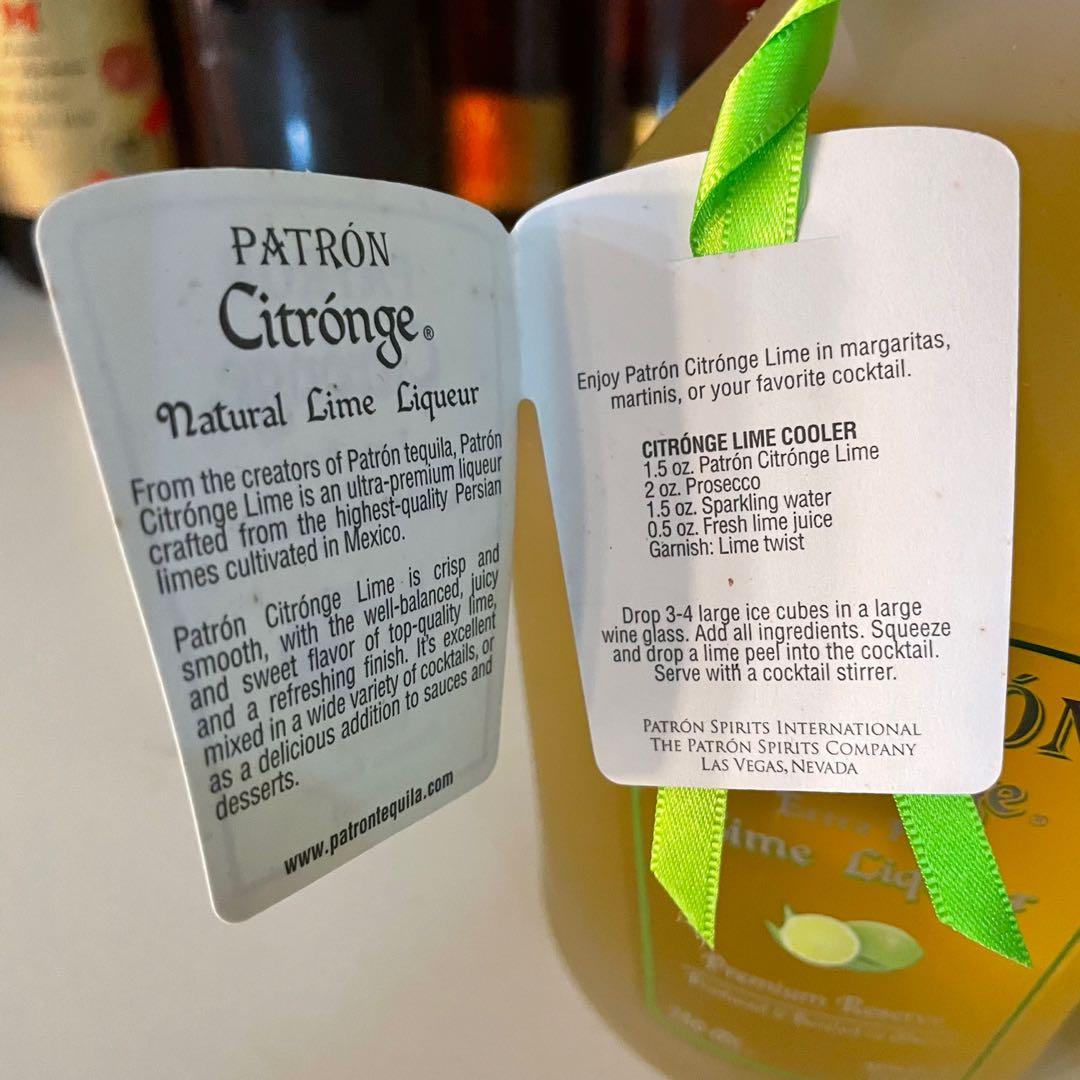 PATRÓN
Citrónge®
Natural Lime Liqueur
From the creators of Patrón tequila, Patrón
Citrónge Lime is an ultra-premium liqueur
crafted from the highest-quality Persian
limes cultivated in Mexico.
Patrón Citrónge Lime is crisp and
smooth, with the well-balanced, juicy
and sweet flavor of top-quality lime,
and a refreshing finish. It's excellent
mixed in a wide variety of cocktails, or
as a delicious addition to sauces and
desserts.
www.patrontequila.com
Enjoy Patrón Citrónge Lime in margaritas,
martinis, or your favorite cocktail.
CITRÓNGE LIME COOLER
1.5 oz. Patrón Citrónge Lime
2 oz. Prosecco
1.5 oz. Sparkling water
0.5 oz. Fresh lime juice
Garnish: Lime twist
Drop 3-4 large ice cubes in a large
wine glass. Add all ingredients. Squeeze
and drop a lime peel into the cocktail.
Serve with a cocktail stirrer.
PATRÓN SPIRITS INTERNATIONAL
THE PATRÓN SPIRITS COMPANY
LAS VEGAS, NEVADA
Premium Reserve